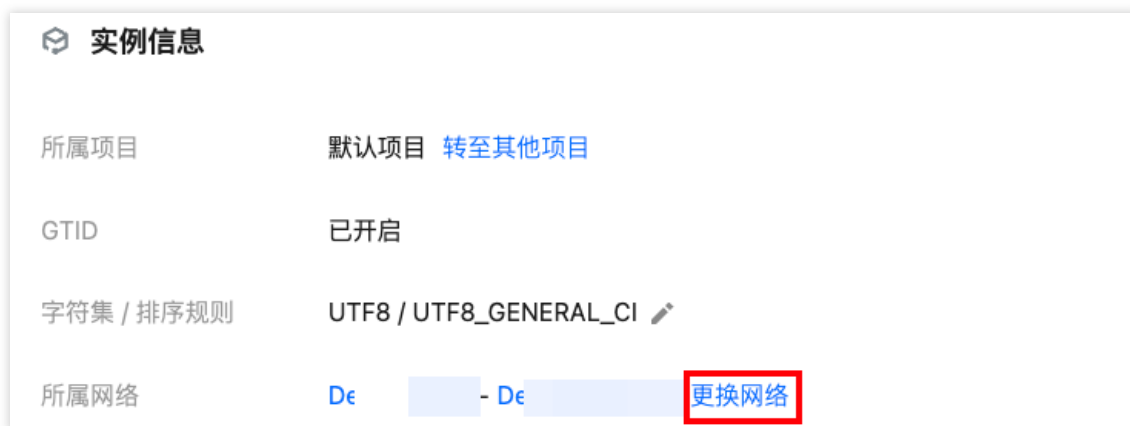 实例信息
所属项目 默认项目 转至其他项目
GTID 已开启
字符集 / 排序规则 UTF8 / UTF8_GENERAL_CI
所属网络 De - De 更换网络